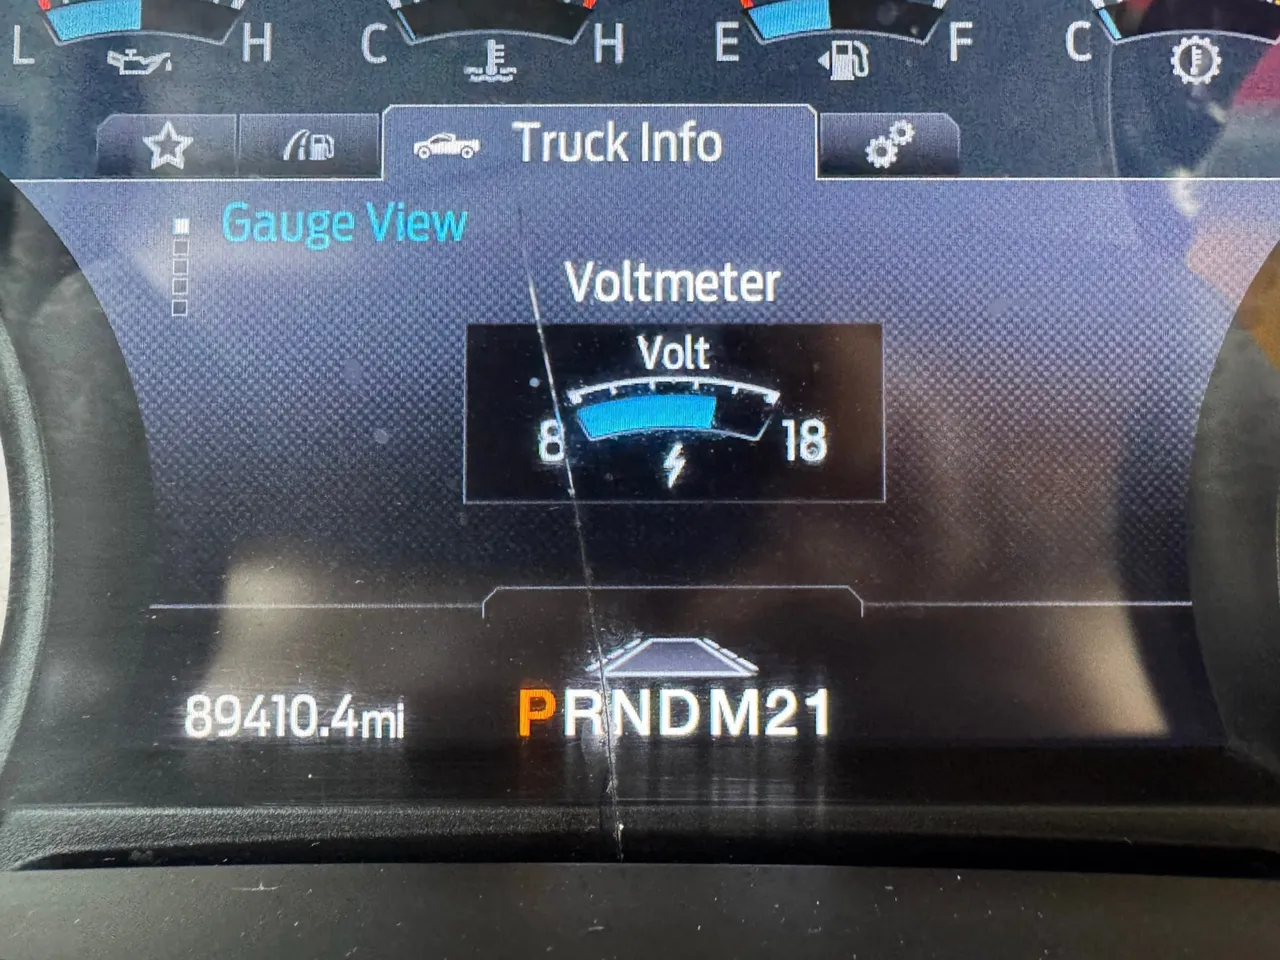 L H C H E F C
Truck Info
Gauge View
Voltmeter
Volt
8 18
89410.4mi PRNDM21